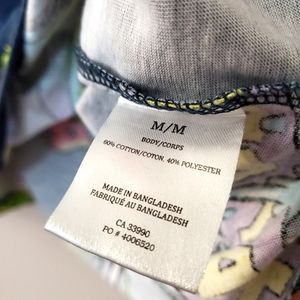 M/M
BODY/CORPS
60% COTTON/COTON, 40% POLYESTER
MADE IN BANGLADESH
FABRIQUÉ AU BANGLADESH
CA 33990
PO # 4006520